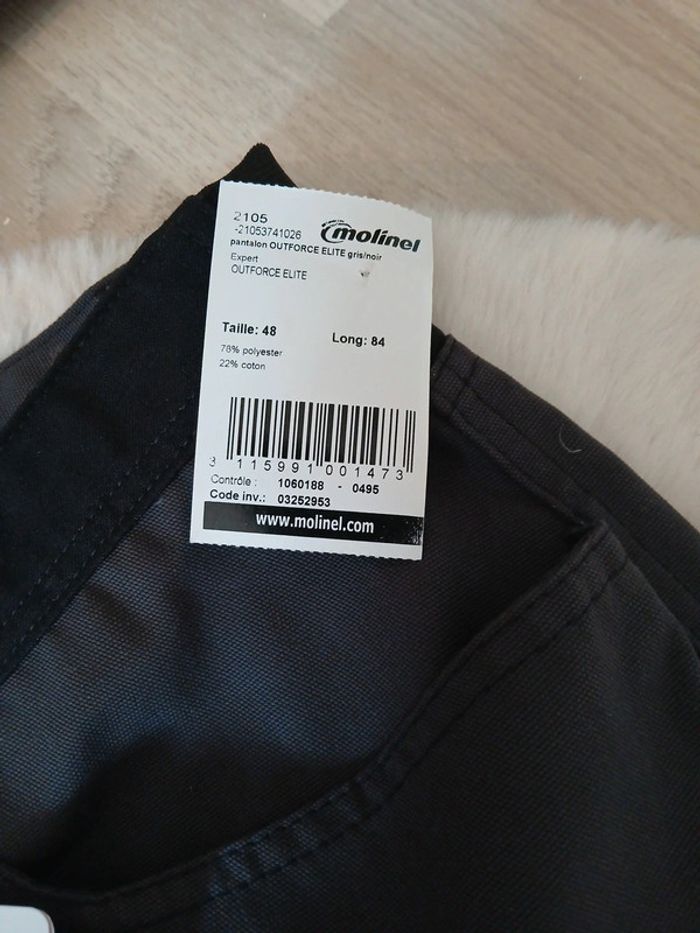 2105
-21053741026
molinel
pantalon OUTFORCE ELITE gris/noir
Expert
OUTFORCE ELITE
Taille: 48
Long: 84
78% polyester
22% coton
3 115991 001473
Contrôle : 1060188 - 0495
Code inv.: 03252953
www.molinel.com